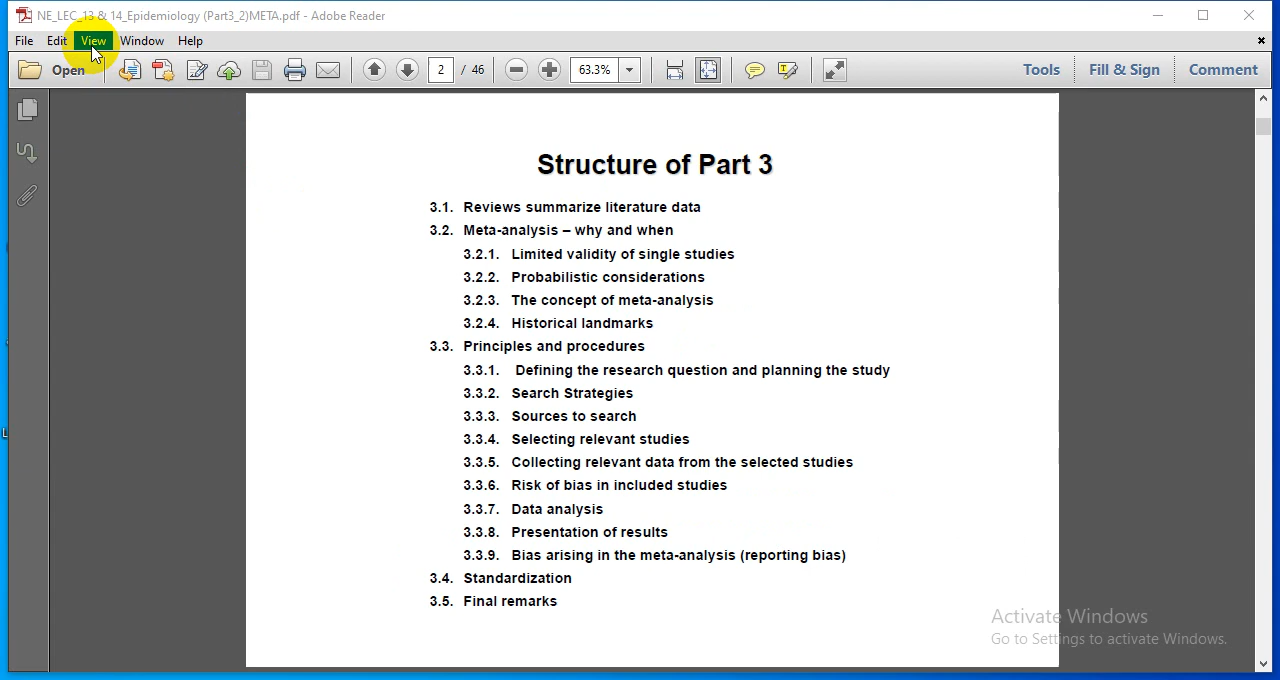 NE_LEC_13 & 14_Epidemiology (Part3_2)META.pdf - Adobe Reader
File Edit View Window Help
Open 2 / 46 63.3% Tools Fill & Sign Comment
Structure of Part 3
3.1. Reviews summarize literature data
3.2. Meta-analysis – why and when
3.2.1. Limited validity of single studies
3.2.2. Probabilistic considerations
3.2.3. The concept of meta-analysis
3.2.4. Historical landmarks
3.3. Principles and procedures
3.3.1. Defining the research question and planning the study
3.3.2. Search Strategies
3.3.3. Sources to search
3.3.4. Selecting relevant studies
3.3.5. Collecting relevant data from the selected studies
3.3.6. Risk of bias in included studies
3.3.7. Data analysis
3.3.8. Presentation of results
3.3.9. Bias arising in the meta-analysis (reporting bias)
3.4. Standardization
3.5. Final remarks
Activate Windows
Go to Settings to activate Windows.